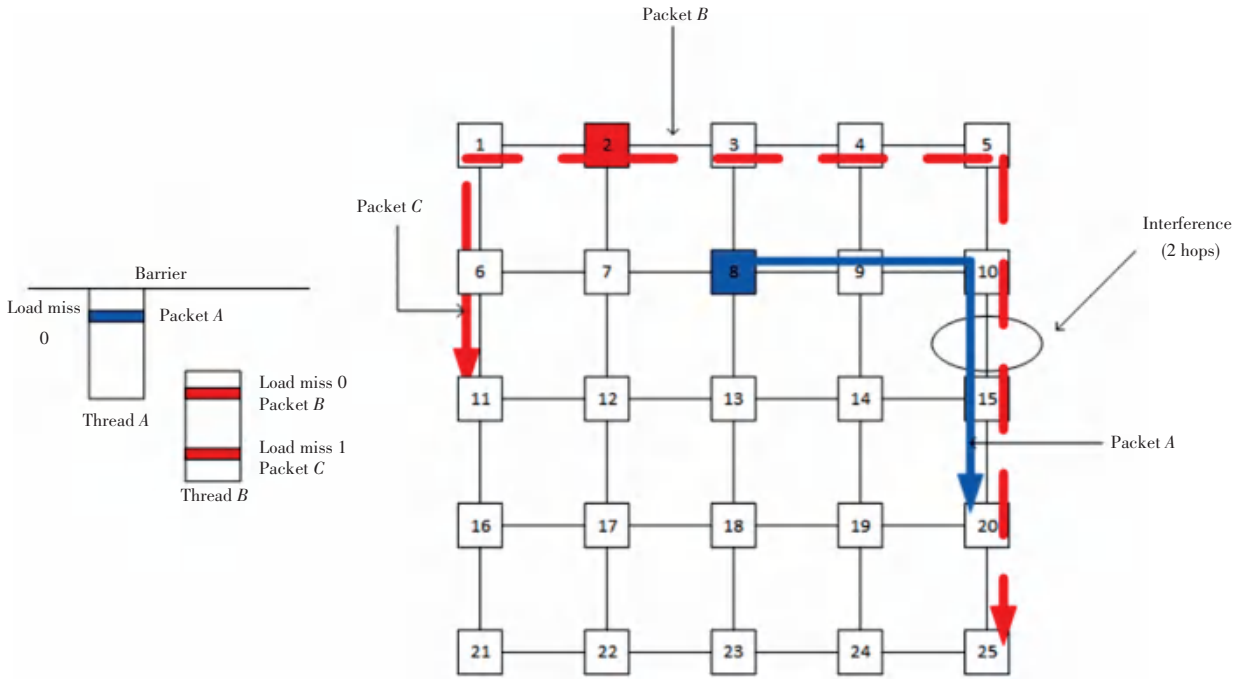 Packet B
1
2
3
4
5
Packet C
Interference
(2 hops)
Barrier
6
7
8
9
10
Load miss
0
Packet A
11
12
13
14
15
Load miss 0
Packet B
Thread A
Load miss 1
Packet C
Thread B
Packet A
16
17
18
19
20
21
22
23
24
25